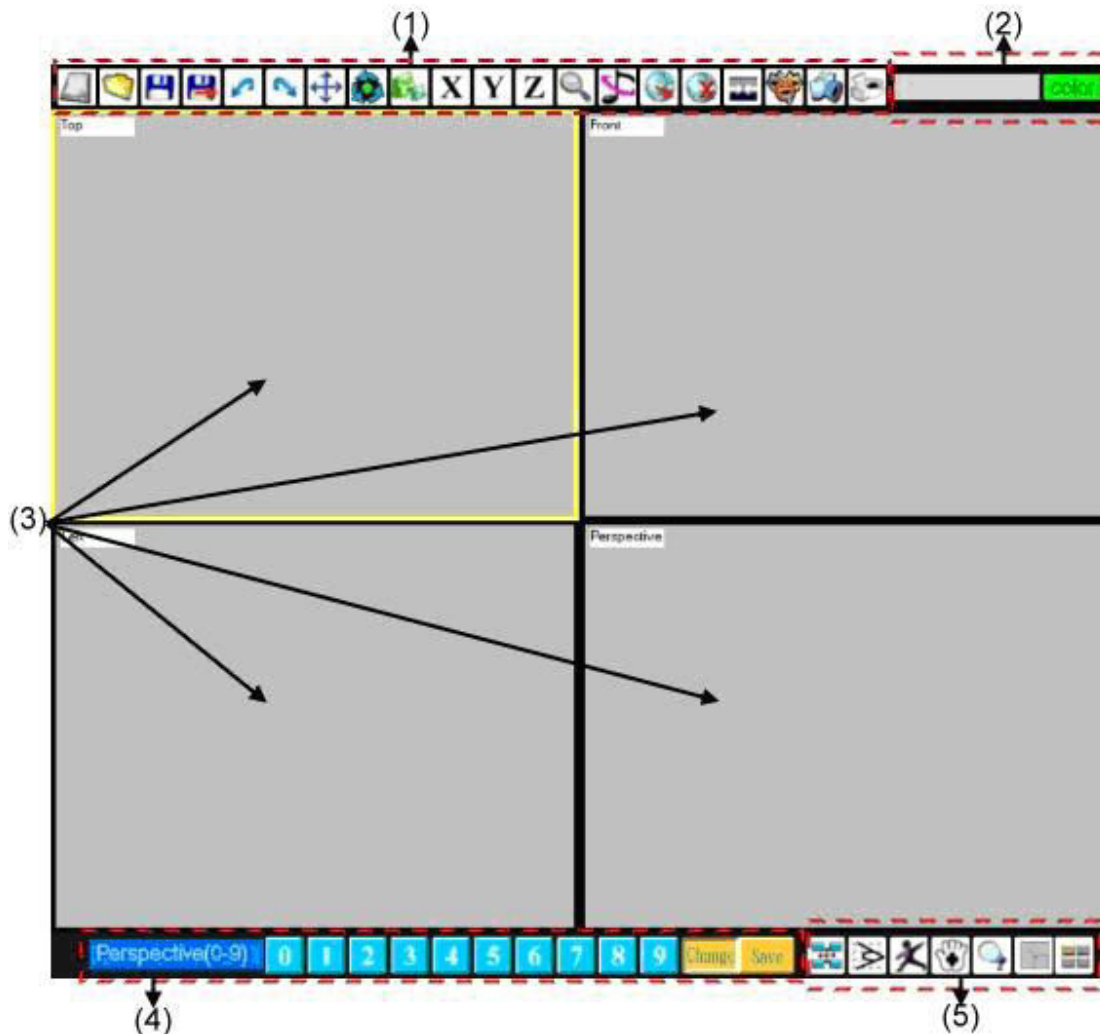 (1) (2)
X Y Z color
Top Front
(3)
Left Perspective
Perspective(0-9) 0 1 2 3 4 5 6 7 8 9 Change Save
(4) (5)